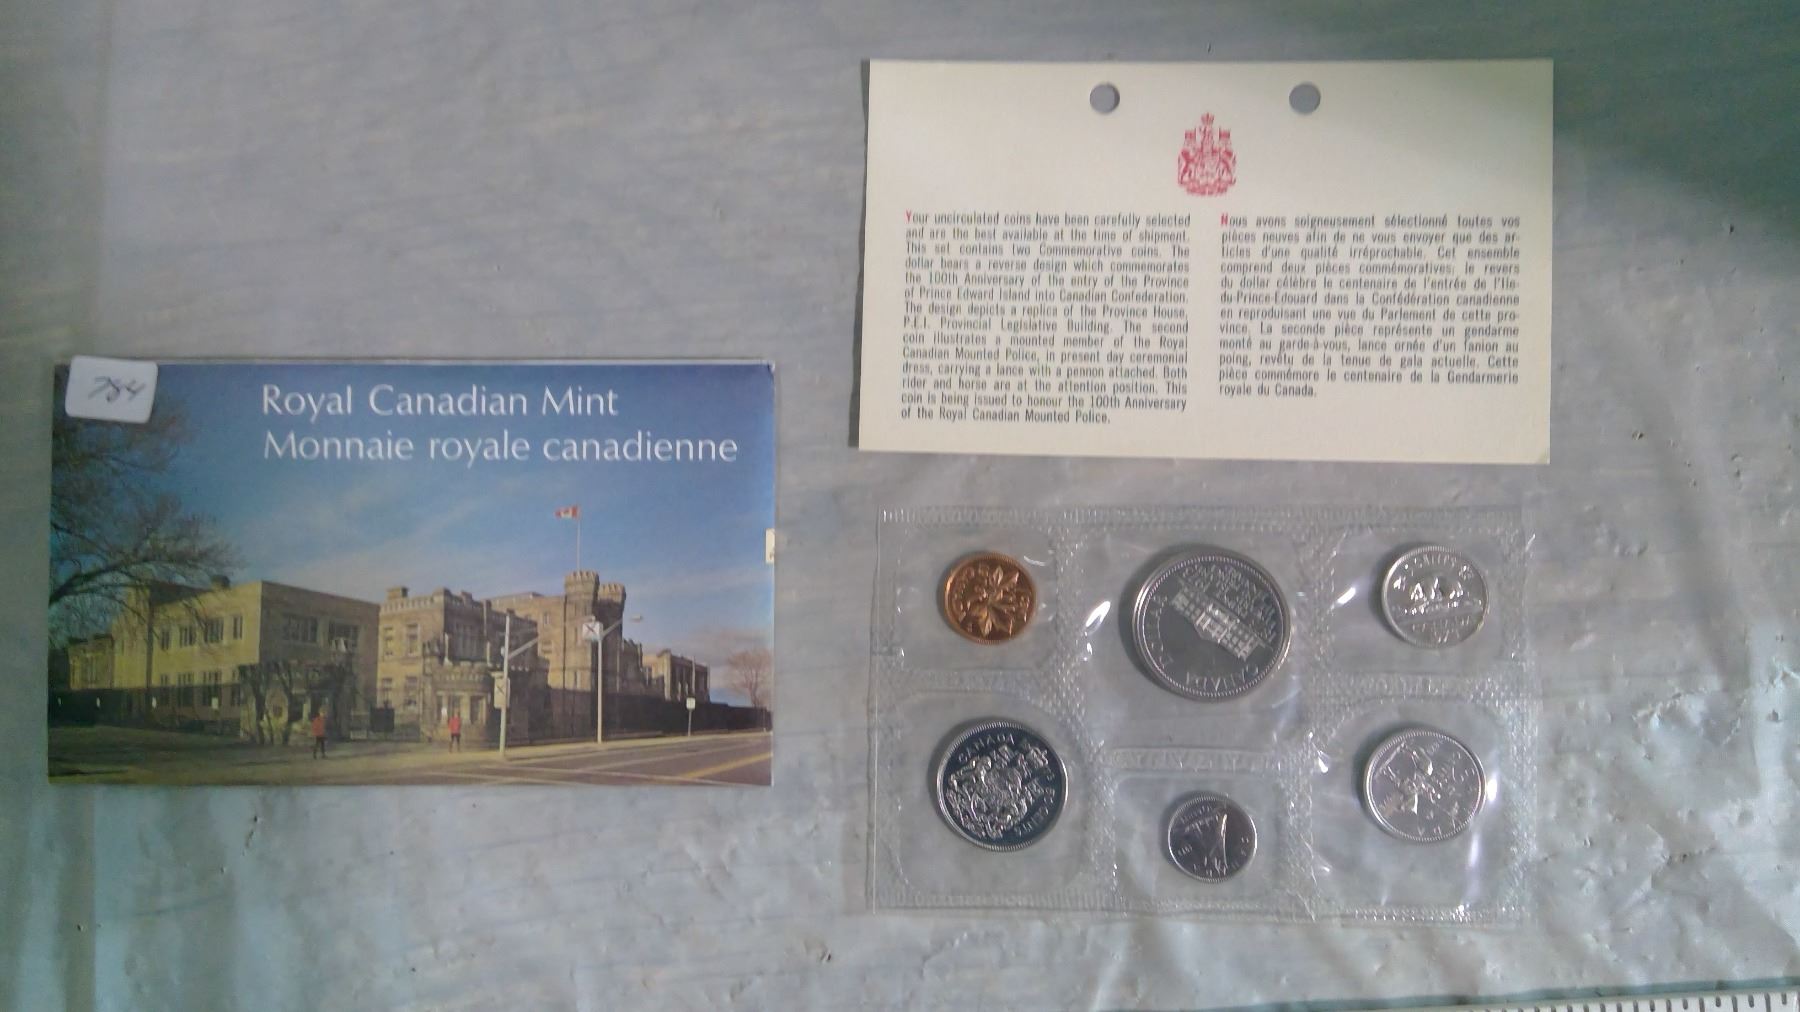 784
Royal Canadian Mint
Monnaie royale canadienne
Your uncirculated coins have been carefully selected
and are the best available at the time of shipment.
This set contains two Commemorative coins. The
dollar bears a reverse design which commemorates
the 100th Anniversary of the entry of the Province
of Prince Edward Island into Canadian Confederation.
The design depicts a replica of the Province House,
P.E.I. Provincial Legislative Building. The second
coin illustrates a mounted member of the Royal
Canadian Mounted Police, in present day ceremonial
dress, carrying a lance with a pennon attached. Both
rider and horse are at the attention position. This
coin is being issued to honour the 100th Anniversary
of the Royal Canadian Mounted Police.
Nous avons soigneusement sélectionné toutes vos
pièces neuves afin de ne vous envoyer que des ar-
ticles d'une qualité irréprochable. Cet ensemble
comprend deux pièces commémoratives; le revers
du dollar célèbre le centenaire de l'entrée de l'Ile-
du-Prince-Edouard dans la Confédération canadienne
en reproduisant une vue du Parlement de cette pro-
vince. La seconde pièce représente un gendarme
monté au garde-à-vous, lance ornée d'un fanion au
poing, revêtu de la tenue de gala actuelle. Cette
pièce commémore le centenaire de la Gendarmerie
royale du Canada.
CANADA DOLLAR
5 CENTS
CANADA
CANADA
50 CENTS